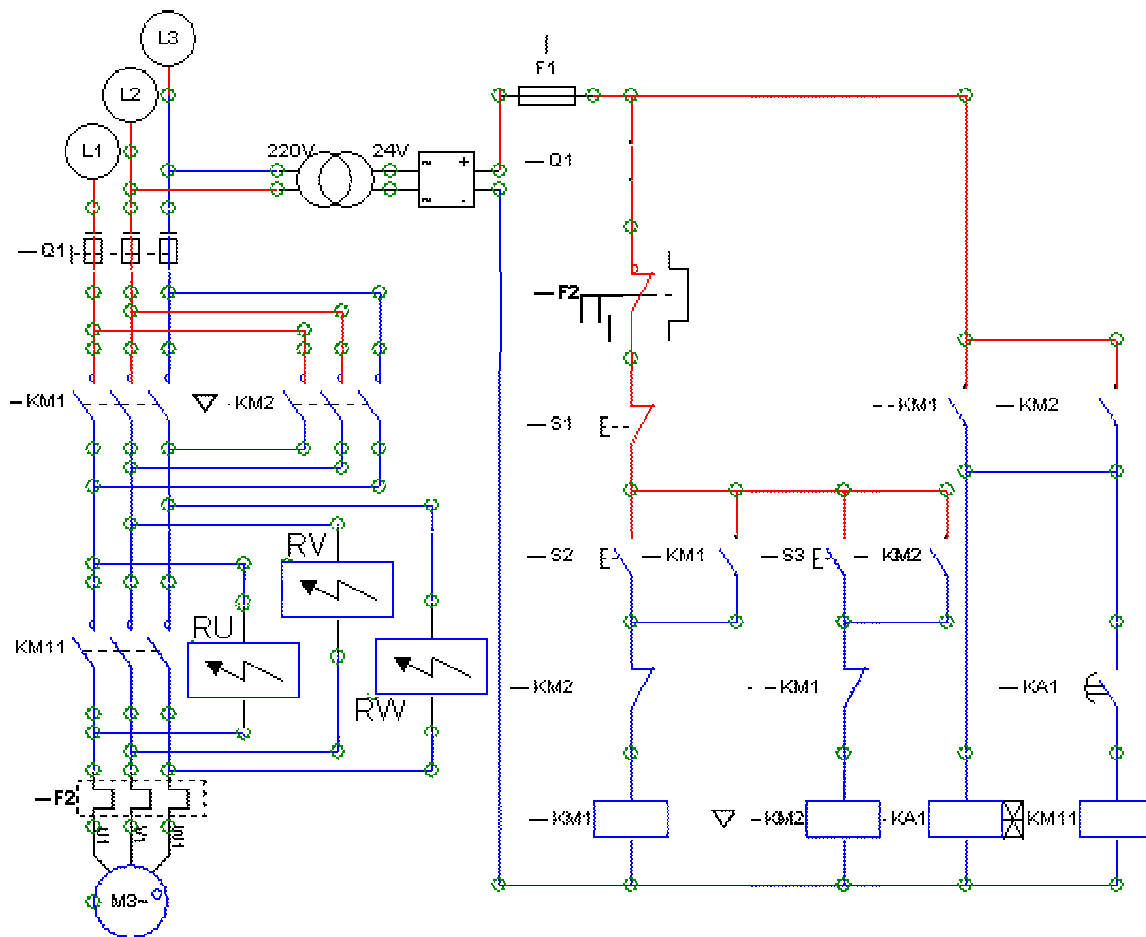 L3
L2
L1
F1
220V
24V
~ +
~ -
— Q1
— Q1
— F2
— KM1
- KM2
--- KM1
— KM2
— S1
— S2
— KM1
— S3
— KM2
RV
RU
RW
KM11
— KM2
- - KM1
— KA1
— F2
— KM1
— KM2
- KA1
KM11
M3~